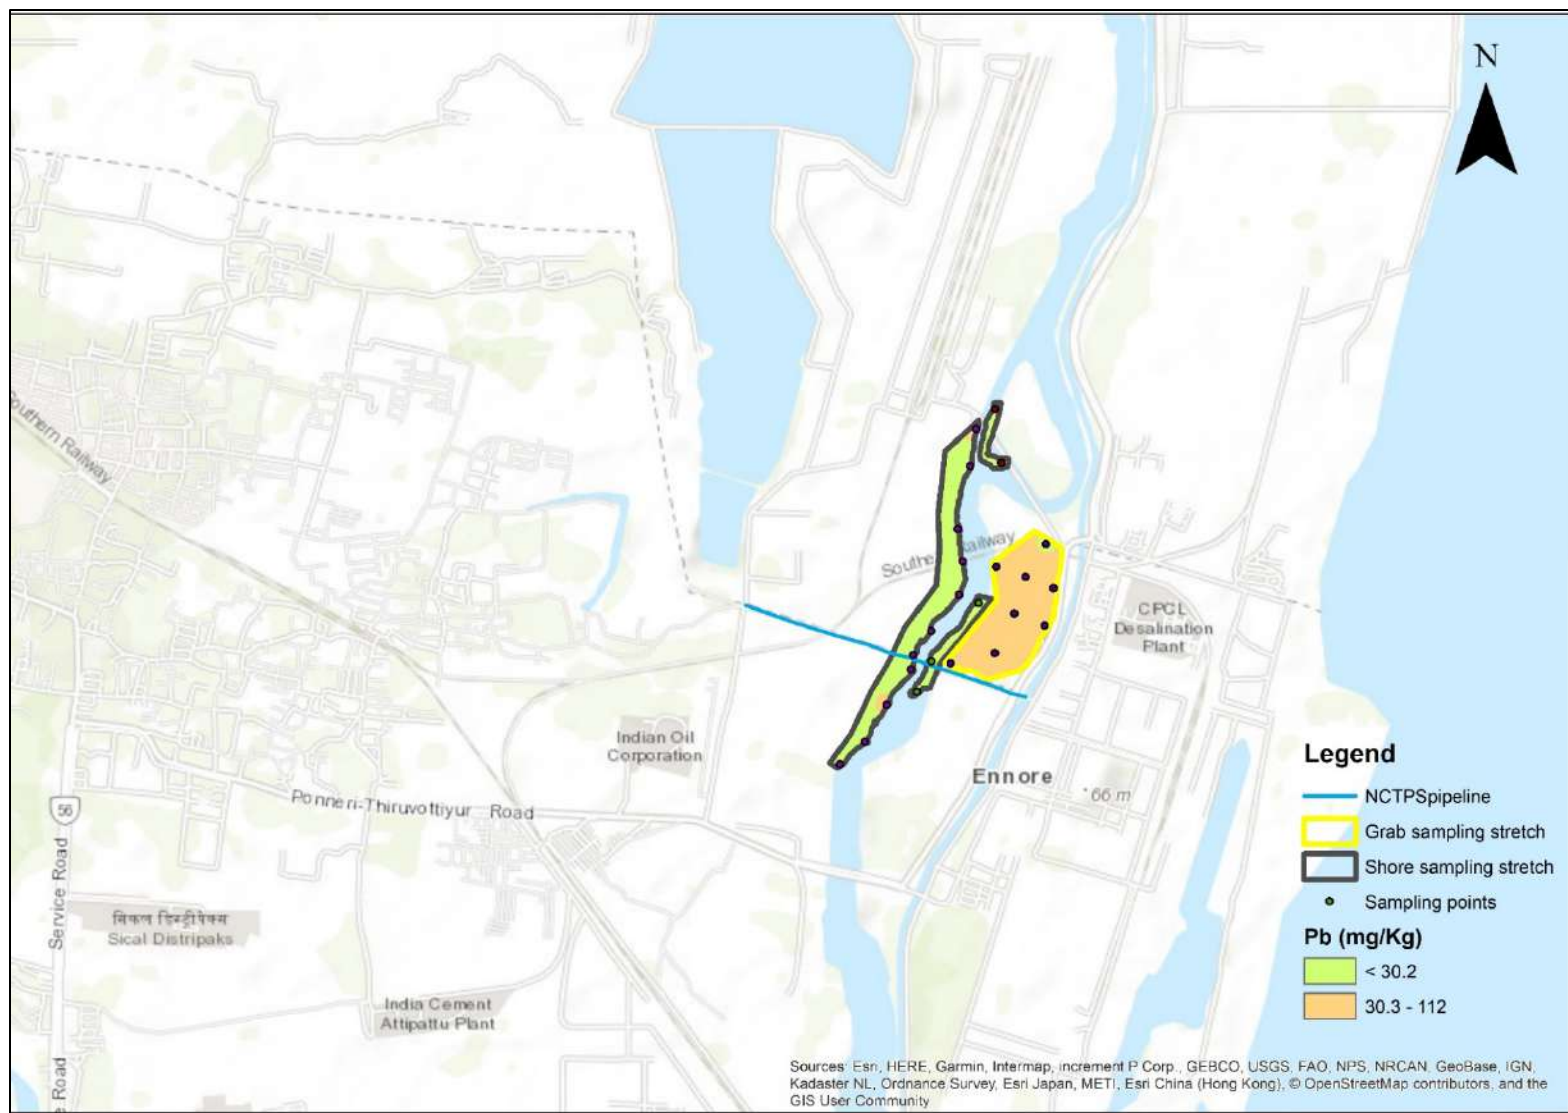 N
Southern Railway
Southern Railway
CPCL
Desalination
Plant
Indian Oil
Corporation
Ennore
66 m
Ponneri-Thiruvottiyur Road
56
Service Road
सिकल डिस्ट्रीपैक्स
Sical Distripaks
India Cement
Attipattu Plant
e Road
Legend
NCTPSpipeline
Grab sampling stretch
Shore sampling stretch
Sampling points
Pb (mg/Kg)
< 30.2
30.3 - 112
Sources: Esri, HERE, Garmin, Intermap, increment P Corp., GEBCO, USGS, FAO, NPS, NRCAN, GeoBase, IGN,
Kadaster NL, Ordnance Survey, Esri Japan, METI, Esri China (Hong Kong), © OpenStreetMap contributors, and the
GIS User Community